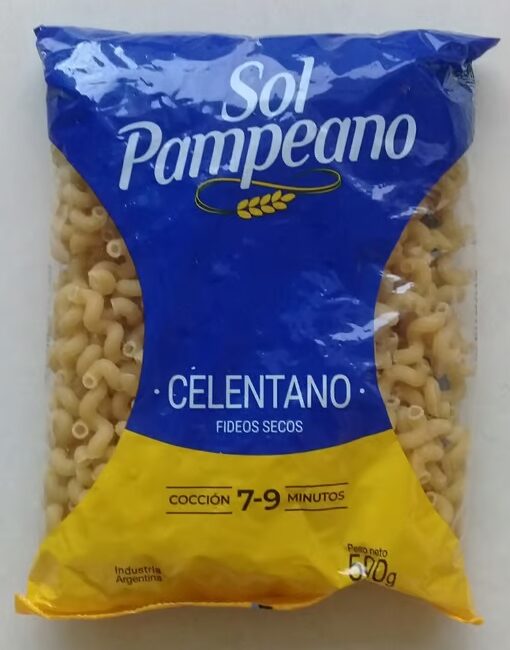 Sol
Pampeano
· CELENTANO ·
FIDEOS SECOS
COCCIÓN 7-9 MINUTOS
Industria
Argentina
Peso neto
500g